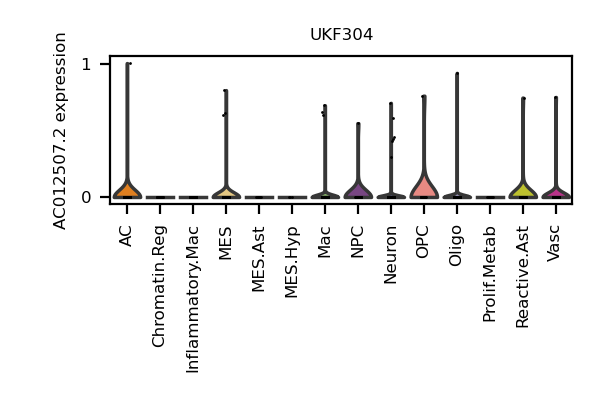 UKF304
AC012507.2 expression
1
0
AC
Chromatin.Reg
Inflammatory.Mac
MES
MES.Ast
MES.Hyp
Mac
NPC
Neuron
OPC
Oligo
Prolif.Metab
Reactive.Ast
Vasc